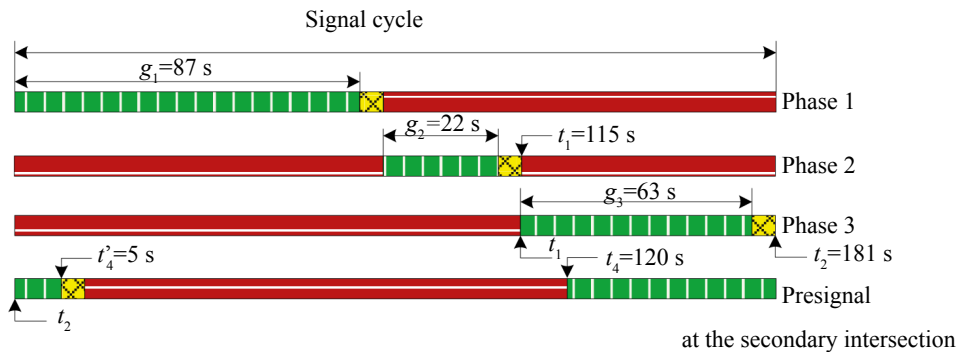 Signal cycle
g₁=87 s
Phase 1
g₂=22 s
t₁=115 s
Phase 2
g₃=63 s
Phase 3
t'₄=5 s
t₁
t₄=120 s
t₂=181 s
Presignal
t₂
at the secondary intersection